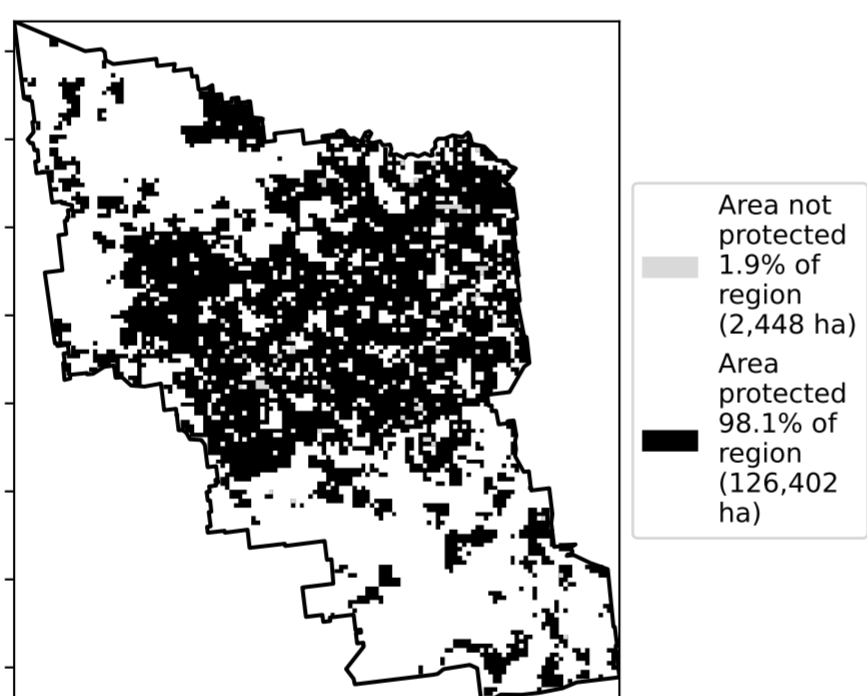 Area not
protected
1.9% of
region
(2,448 ha)
Area
protected
98.1% of
region
(126,402
ha)